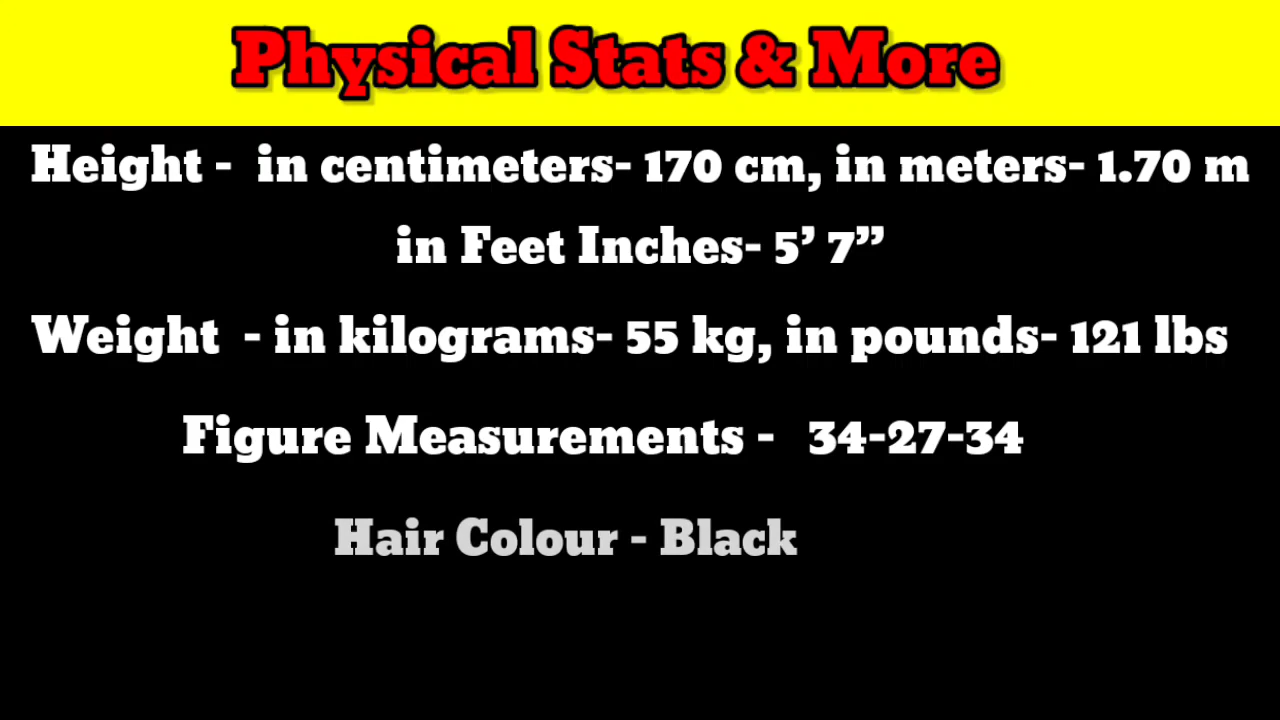 Physical Stats & More
Height - in centimeters- 170 cm, in meters- 1.70 m
in Feet Inches- 5’ 7”
Weight - in kilograms- 55 kg, in pounds- 121 lbs
Figure Measurements - 34-27-34
Hair Colour - Black